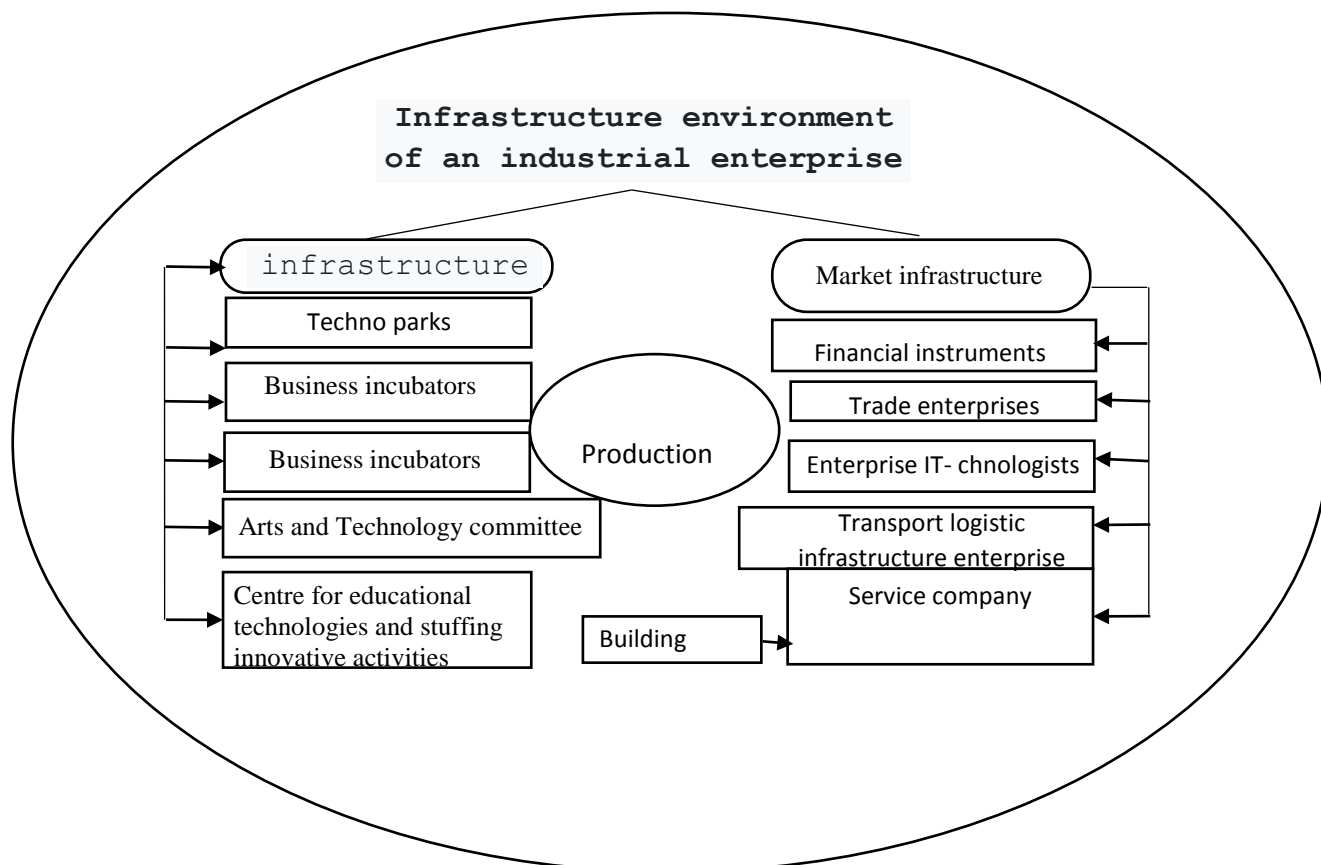 Infrastructure environment
of an industrial enterprise
infrastructure
Techno parks
Business incubators
Business incubators
Arts and Technology committee
Centre for educational
technologies and stuffing
innovative activities
Production
Building
Market infrastructure
Financial instruments
Trade enterprises
Enterprise IT- chnologists
Transport logistic
infrastructure enterprise
Service company